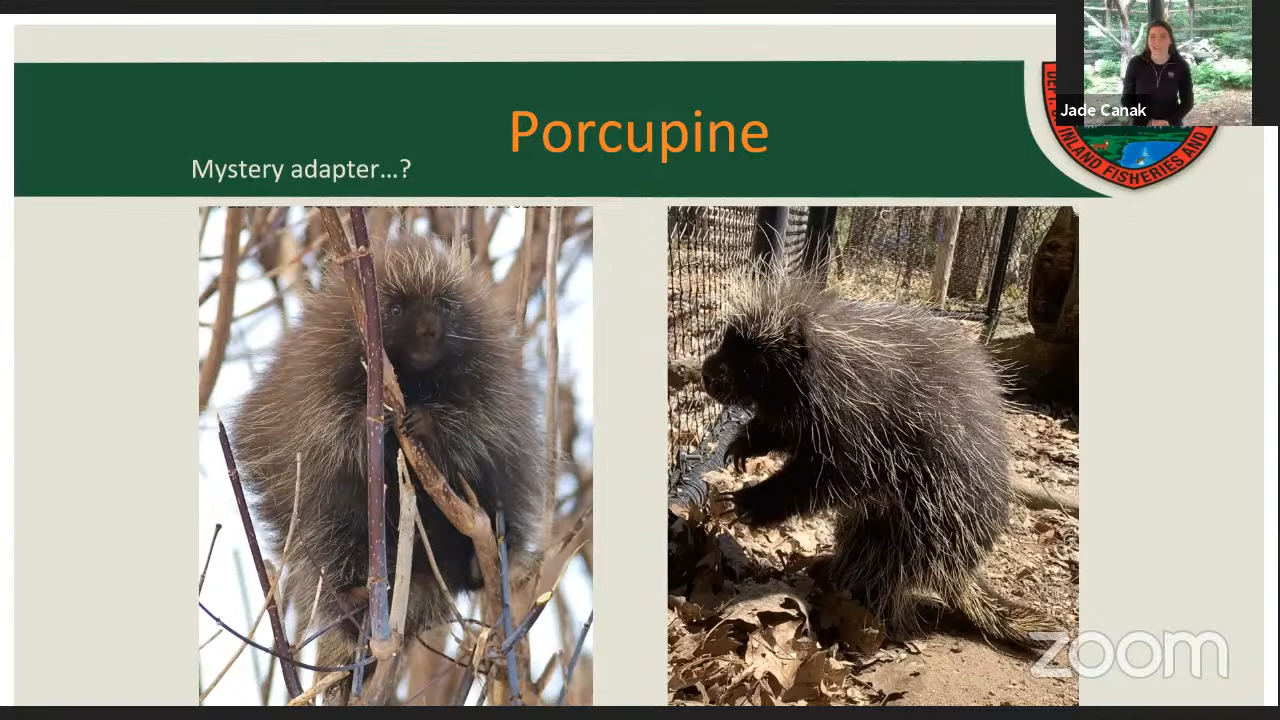 Jade Canak
Porcupine
Mystery adapter…?
INLAND FISHERIES AND
zoom